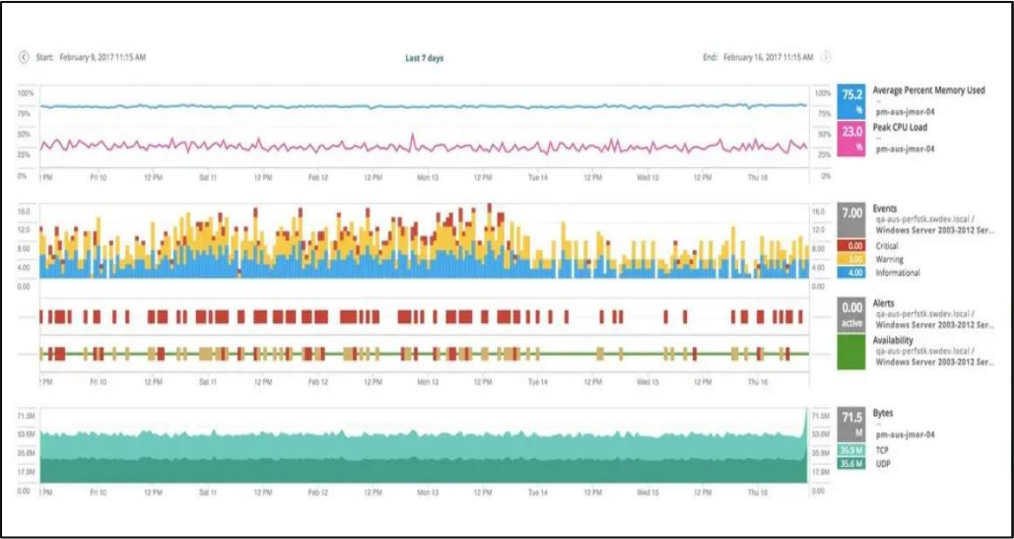 Start: February 9, 2017 11:15 AM Last 7 days End: February 16, 2017 11:15 AM
100% 100%
75% 75%
50% 50%
25% 25%
0% 0%
PM Fri 10 12 PM Sat 11 12 PM Feb 12 12 PM Mon 13 12 PM Tue 14 12 PM Wed 15 12 PM Thu 16
75.2 %
Average Percent Memory Used
pm-aus-jmor-04
23.0 %
Peak CPU Load
pm-aus-jmor-04
16.0 16.0
12.0 12.0
8.00 8.00
4.00 4.00
0.00 0.00
7.00
Events
qa-aus-perfstk.swdev.local /
Windows Server 2003-2012 Ser...
0.00 Critical
3.00 Warning
4.00 Informational
0.00 active
Alerts
qa-aus-perfstk.swdev.local /
Windows Server 2003-2012 Ser...
Availability
qa-aus-perfstk.swdev.local /
Windows Server 2003-2012 Ser...
PM Fri 10 12 PM Sat 11 12 PM Feb 12 12 PM Mon 13 12 PM Tue 14 12 PM Wed 15 12 PM Thu 16
71.5M 71.5M
53.6M 53.6M
35.8M 35.8M
17.9M 17.9M
0.00 0.00
PM Fri 10 12 PM Sat 11 12 PM Feb 12 12 PM Mon 13 12 PM Tue 14 12 PM Wed 15 12 PM Thu 16
71.5 M
Bytes
pm-aus-jmor-04
35.9 M TCP
35.6 M UDP